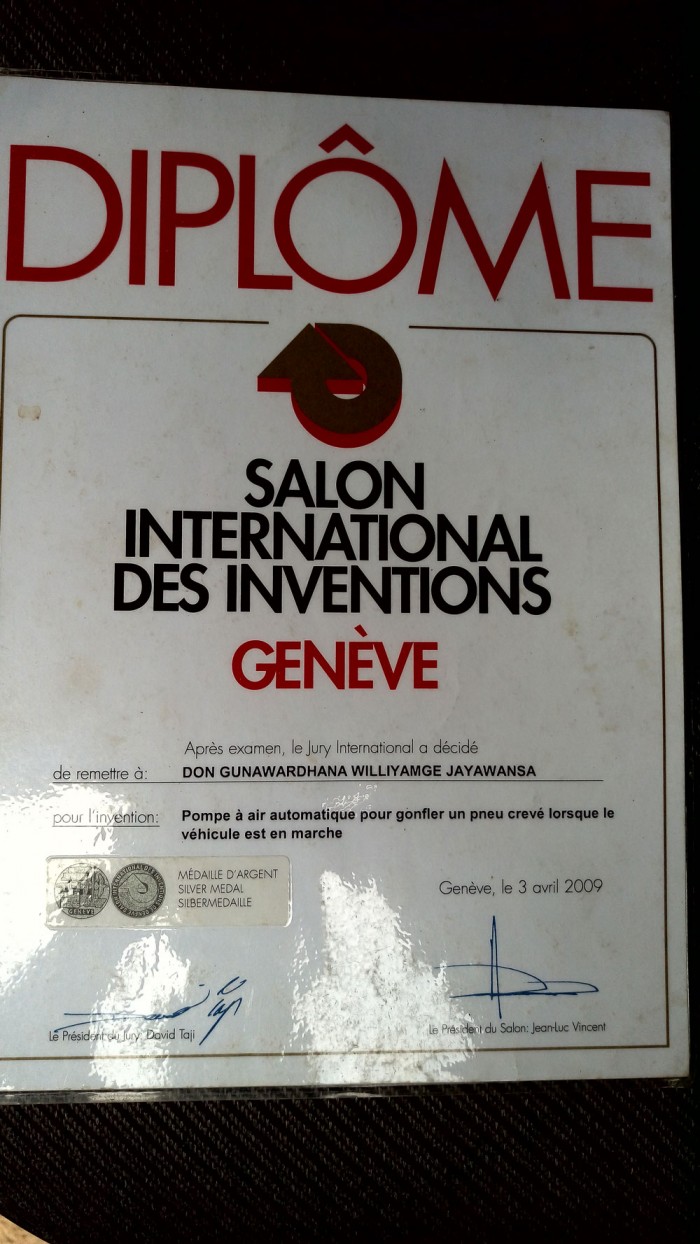 DIPLÔME
SALON
INTERNATIONAL
DES INVENTIONS
GENÈVE
Après examen, le Jury International a décidé
de remettre à: DON GUNAWARDHANA WILLIYAMGE JAYAWANSA
pour l'invention: Pompe à air automatique pour gonfler un pneu crevé lorsque le
véhicule est en marche
MÉDAILLE D'ARGENT
SILVER MEDAL
SILBERMEDAILLE
GENÈVE
Genève, le 3 avril 2009
Le Président du Jury: David Taji
Le Président du Salon: Jean-Luc Vincent